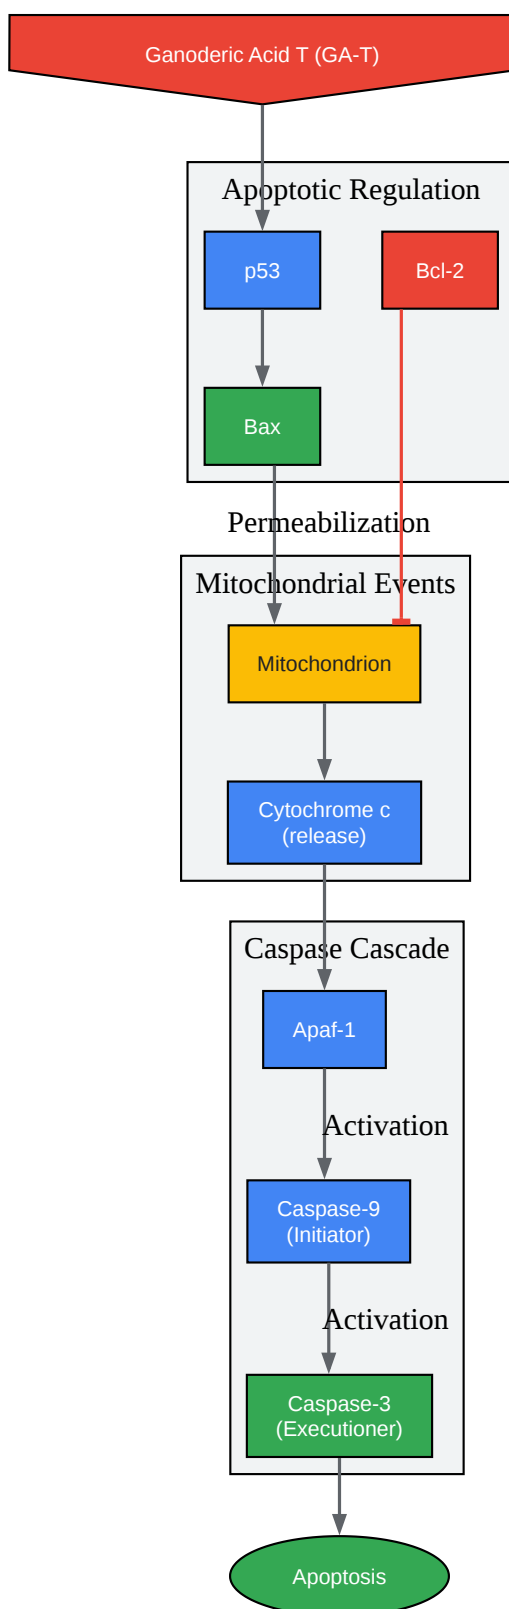 Ganoderic Acid T (GA-T)
Apoptotic Regulation
p53
Bcl-2
Bax
Permeabilization
Mitochondrial Events
Mitochondrion
Cytochrome c
(release)
Caspase Cascade
Apaf-1
Activation
Caspase-9
(Initiator)
Activation
Caspase-3
(Executioner)
Apoptosis